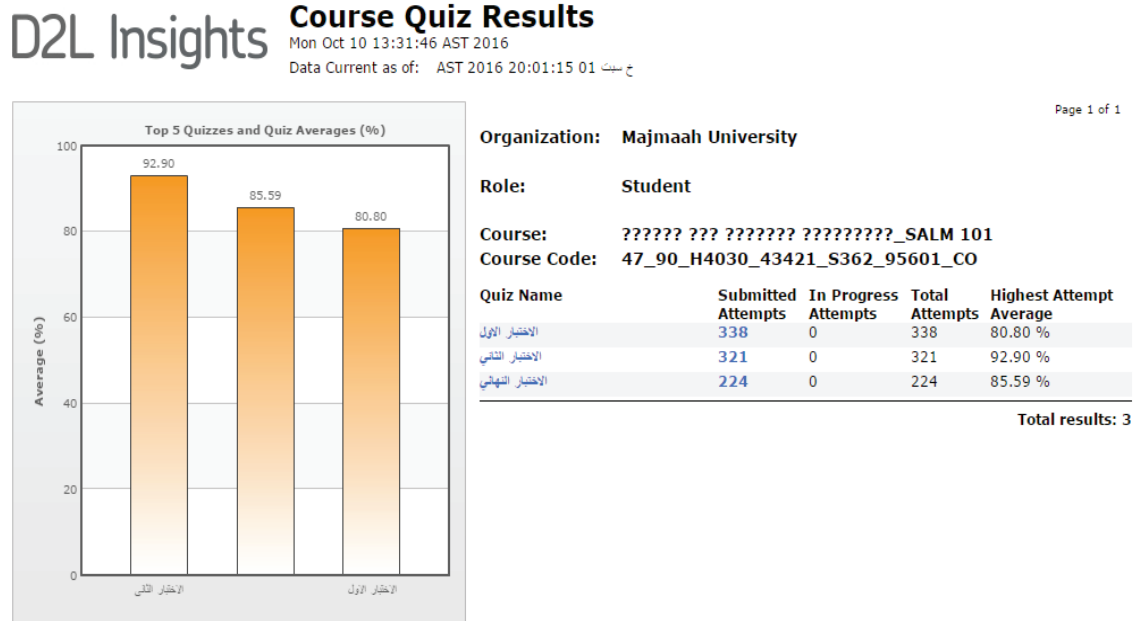 D2L Insights
Course Quiz Results
Mon Oct 10 13:31:46 AST 2016
Data Current as of: AST 2016 20:01:15 01 خ سبت
Page 1 of 1
Top 5 Quizzes and Quiz Averages (%)
100
80
60
40
20
0
Average (%)
92.90
85.59
80.80
الاختبار الثاني
الاختبار الاول
Organization: Majmaah University
Role: Student
Course: ?????? ??? ??????? ?????????_SALM 101
Course Code: 47_90_H4030_43421_S362_95601_CO
Quiz Name Submitted Attempts In Progress Attempts Total Attempts Highest Attempt Average
الاختبار الاول 338 0 338 80.80 %
الاختبار الثاني 321 0 321 92.90 %
الاختبار النهائي 224 0 224 85.59 %
Total results: 3